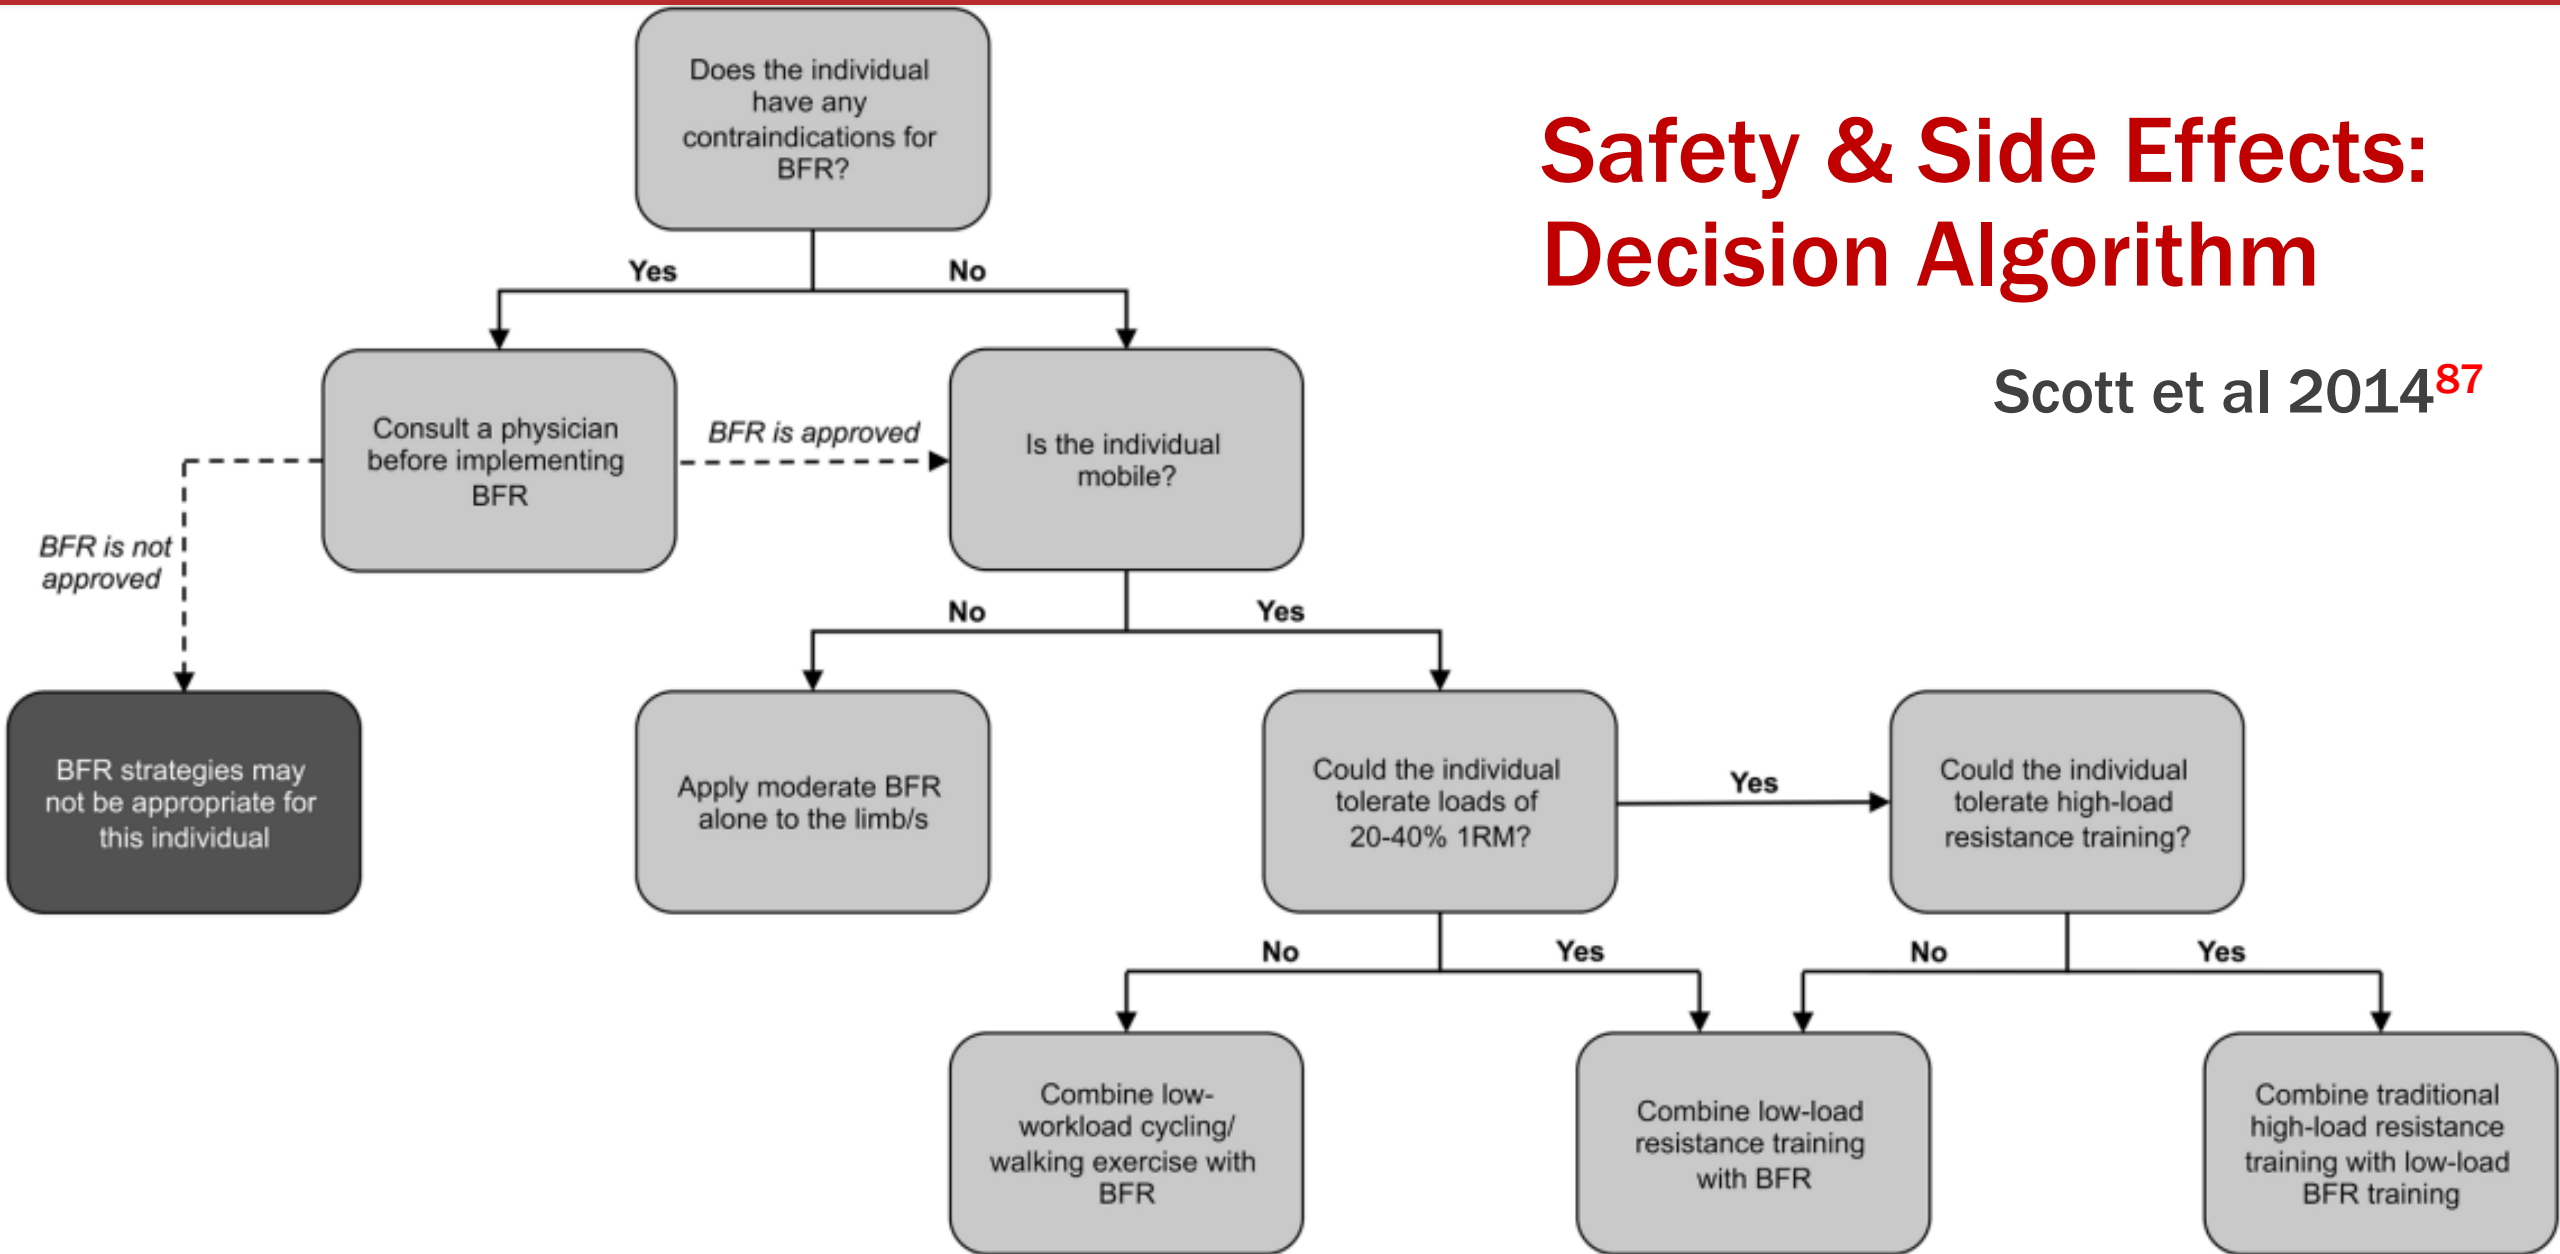 Does the individual
have any
contraindications for
BFR?
Safety & Side Effects:
Decision Algorithm
Scott et al 201487
Yes
No
Consult a physician
before implementing
BFR
BFR is approved
Is the individual
mobile?
BFR is not
approved
No
Yes
BFR strategies may
not be appropriate for
this individual
Apply moderate BFR
alone to the limb/s
Could the individual
tolerate loads of
20-40% 1RM?
Yes
Could the individual
tolerate high-load
resistance training?
No
Yes
No
Yes
Combine low-
workload cycling/
walking exercise with
BFR
Combine low-load
resistance training
with BFR
Combine traditional
high-load resistance
training with low-load
BFR training